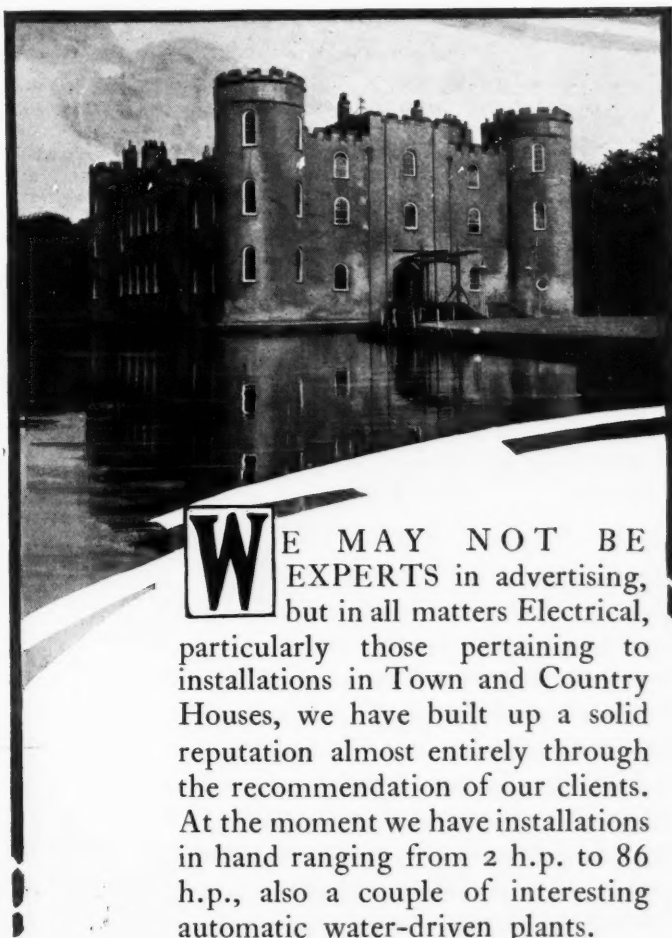 WE MAY NOT BE
EXPERTS in advertising,
but in all matters Electrical,
particularly those pertaining to
installations in Town and Country
Houses, we have built up a solid
reputation almost entirely through
the recommendation of our clients.
At the moment we have installations
in hand ranging from 2 h.p. to 86
h.p., also a couple of interesting
automatic water-driven plants.